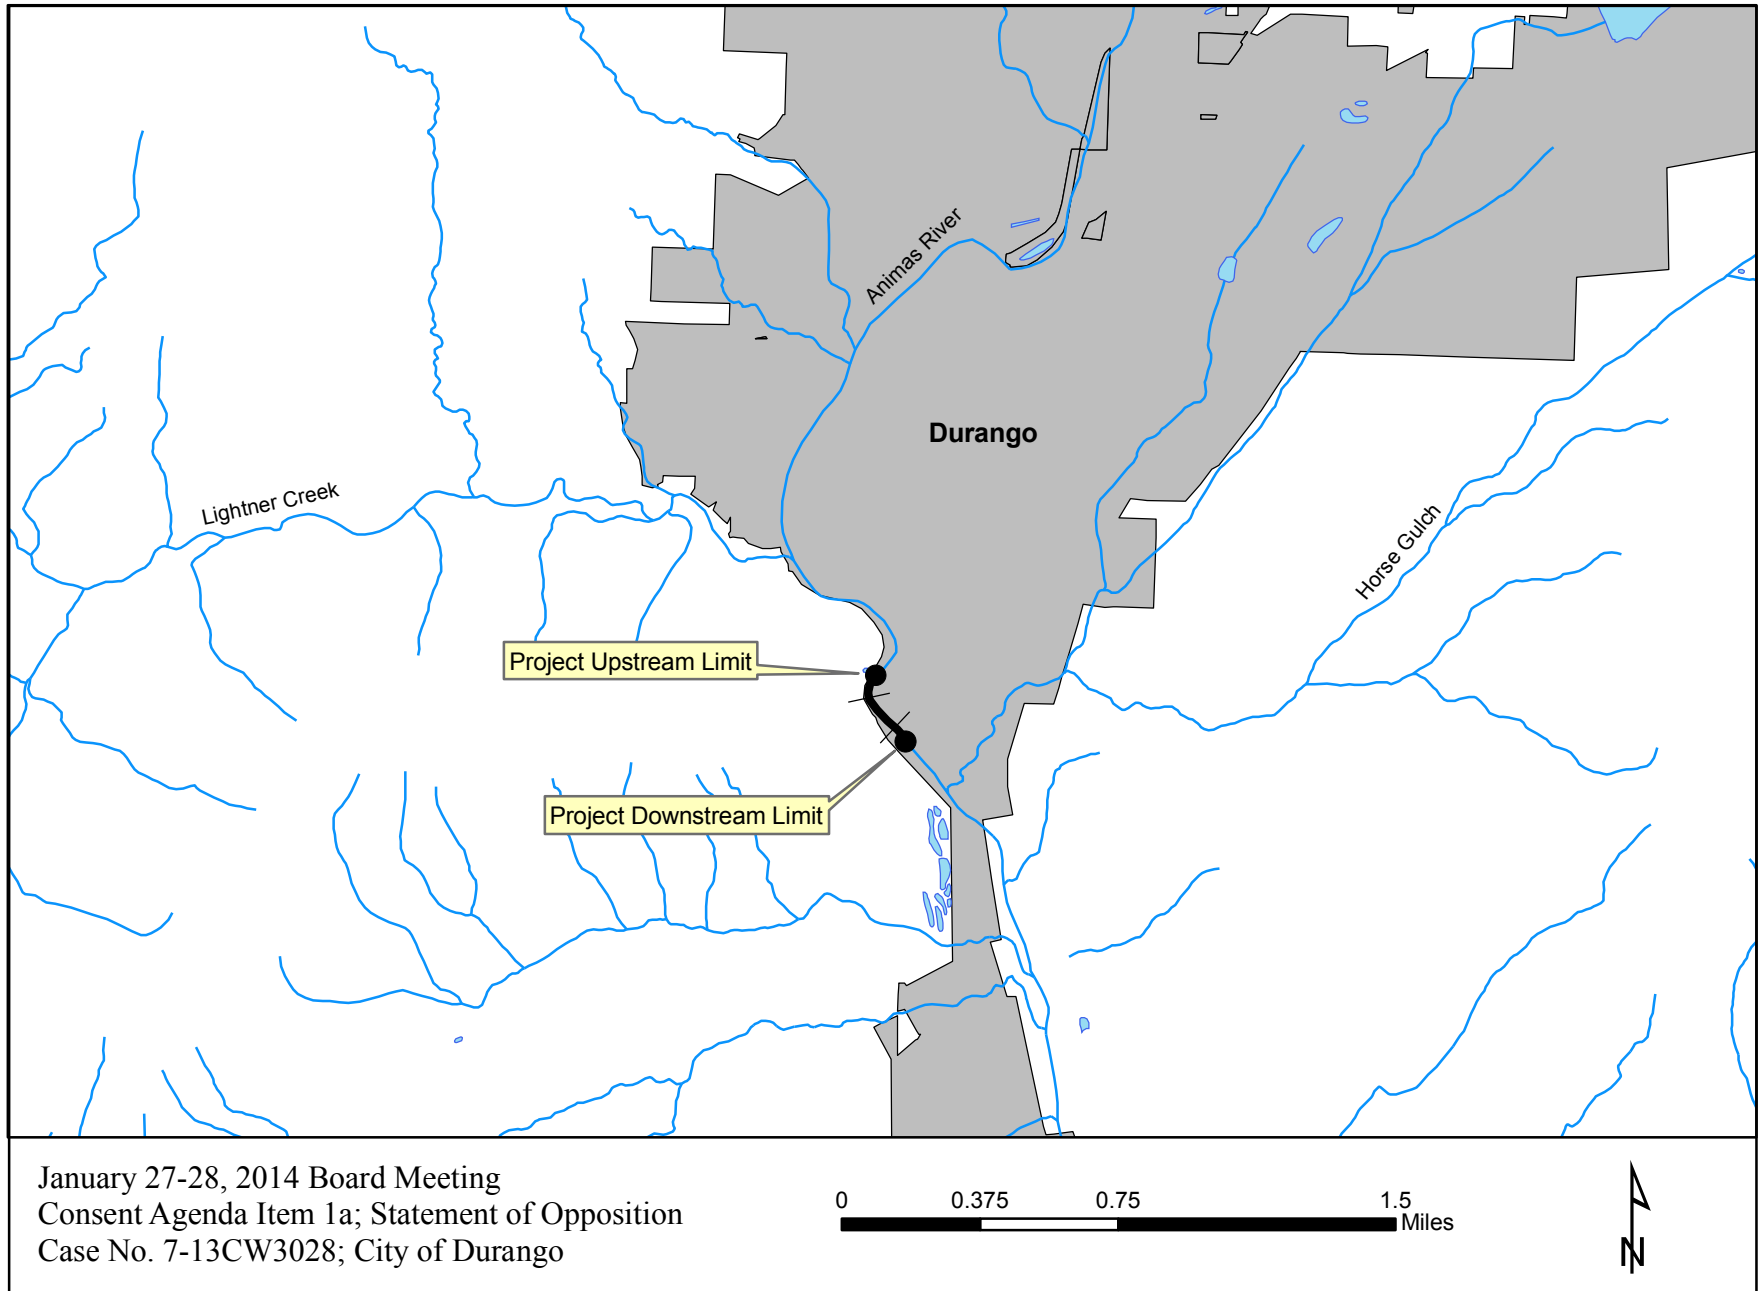 Animas River
Durango
Lightner Creek
Horse Gulch
Project Upstream Limit
Project Downstream Limit
January 27-28, 2014 Board Meeting
Consent Agenda Item 1a; Statement of Opposition
Case No. 7-13CW3028; City of Durango
0 0.375 0.75 1.5
Miles
N